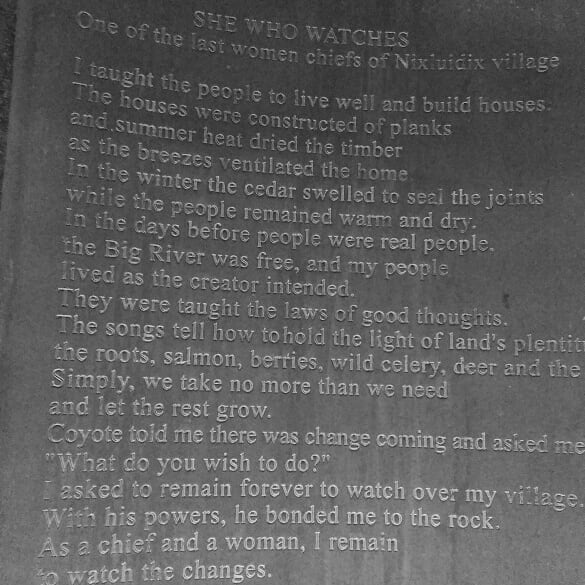 SHE WHO WATCHES
One of the last women chiefs of Nixluidix village
I taught the people to live well and build houses.
The houses were constructed of planks
and summer heat dried the timber
as the breezes ventilated the home.
In the winter the cedar swelled to seal the joints
while the people remained warm and dry.
In the days before people were real people.
the Big River was free, and my people
lived as the creator intended.
They were taught the laws of good thoughts.
The songs tell how to hold the light of land's
the roots, salmon, berries, wild celery, deer and the
Simply, we take no more than we need
and let the rest grow.
Coyote told me there was change coming and asked me
"What do you wish to do?"
I asked to remain forever to watch over my village.
With his powers, he bonded me to the rock.
As a chief and a woman, I remain
to watch the changes.